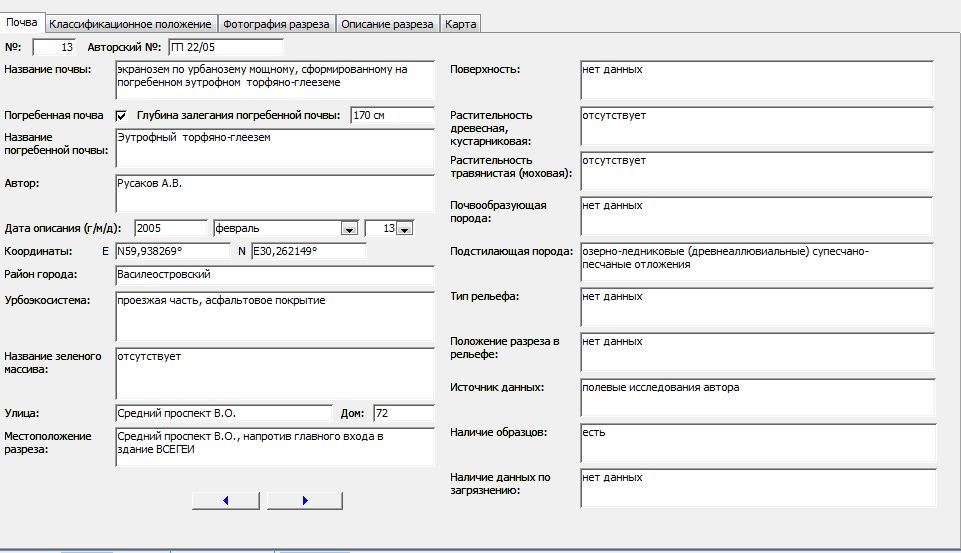 Почва Классификационное положение Фотография разреза Описание разреза Карта
№: 13 Авторский №: ГП 22/05
Название почвы: экранозем по урбанозему мощному, сформированному на
погребенном эутрофном торфяно-глееземе
Погребенная почва Глубина залегания погребенной почвы: 170 см
Название
погребенной почвы: Эутрофный торфяно-глеезем
Автор: Русаков А.В.
Дата описания (г/м/д): 2005 февраль 13
Координаты: E N59,938269° N E30,262149°
Район города: Василеостровский
Урбоэкосистема: проезжая часть, асфальтовое покрытие
Название зеленого
массива: отсутствует
Улица: Средний проспект В.О. Дом: 72
Местоположение
разреза: Средний проспект В.О., напротив главного входа в
здание ВСЕГЕИ
Поверхность: нет данных
Растительность
древесная,
кустарниковая: отсутствует
Растительность
травянистая (моховая): отсутствует
Почвообразующая
порода: нет данных
Подстилающая порода: озерно-ледниковые (древнеаллювиальные) супесчано-
песчаные отложения
Тип рельефа: нет данных
Положение разреза в
рельефе: нет данных
Источник данных: полевые исследования автора
Наличие образцов: есть
Наличие данных по
загрязнению: нет данных